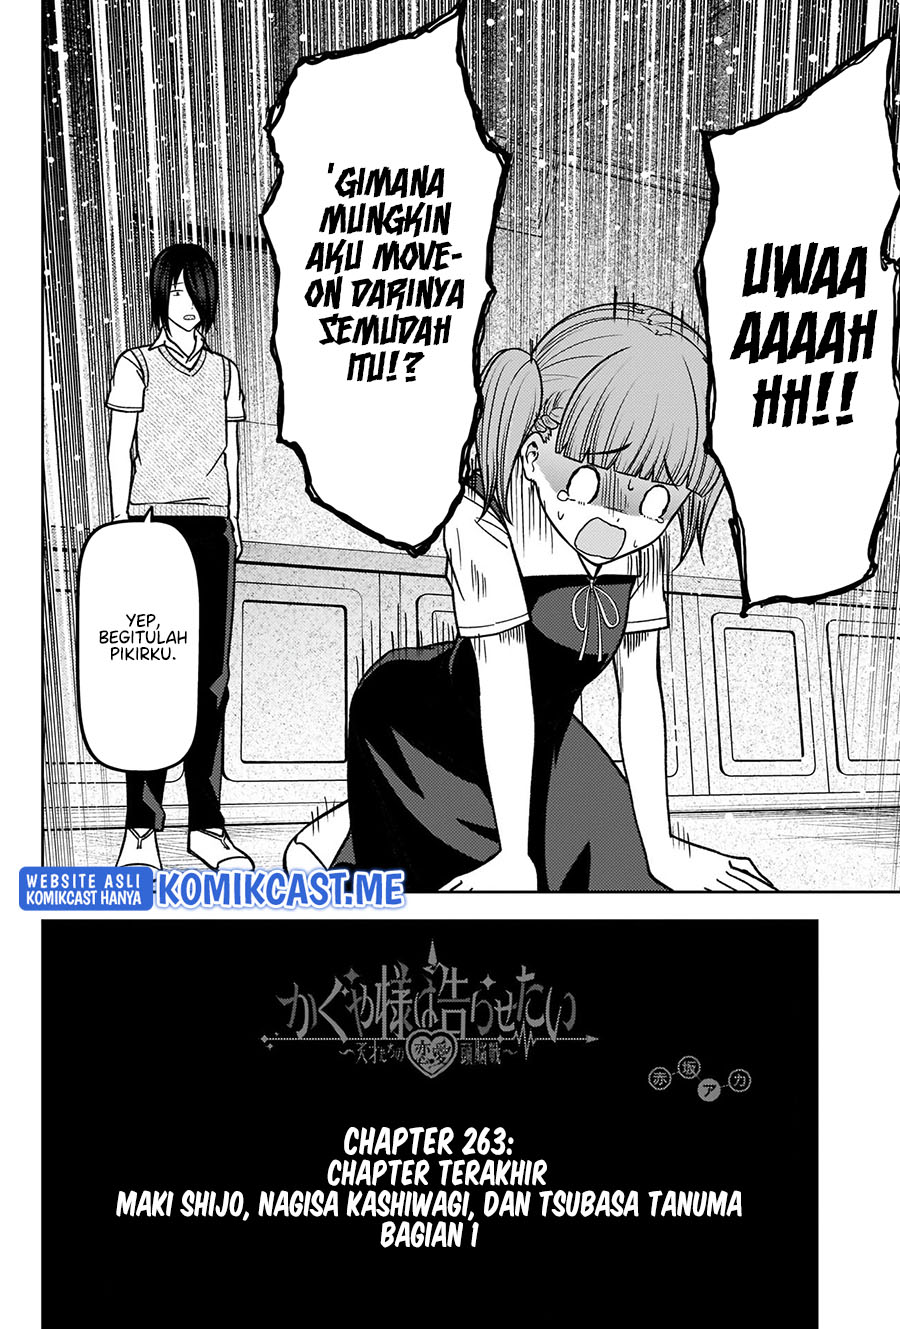 UWAA
AAAAH
HH!!
'GIMANA
MUNGKIN
AKU MOVE-
ON DARINYA
SEMUDAH
ITU!?
YEP,
BEGITULAH
PIKIRKU.
WEBSITE ASLI
KOMIKCAST HANYA
KOMIKCAST.ME
かぐや様は告らせたい
～天才たちの恋愛頭脳戦～
赤坂アカ
CHAPTER 263:
CHAPTER TERAKHIR
MAKI SHIJO, NAGISA KASHIWAGI, DAN TSUBASA TANUMA
BAGIAN 1